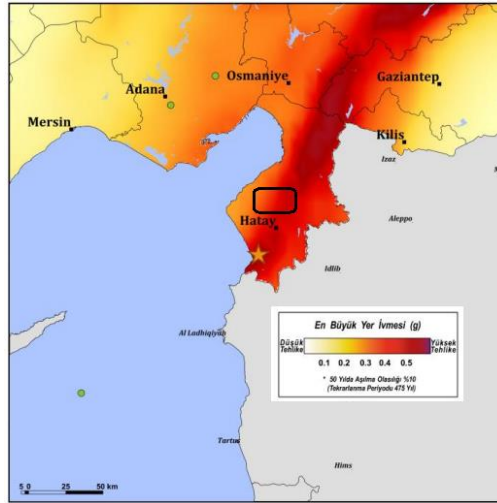 Osmaniye
Gaziantep
Adana
Mersin
Kilis
İzaz
Aleppo
Hatay
Idlib
Al Ladhiqiyah
En Büyük Yer İvmesi (g)
Düşük
Tehlike
Yüksek
Tehlike
0.1 0.2 0.3 0.4 0.5
* 50 Yılda Aşılma Olasılığı %10
(Tekrarlanma Periyodu 475 Yıl)
Tartus
Hims
5 0 25 50 km